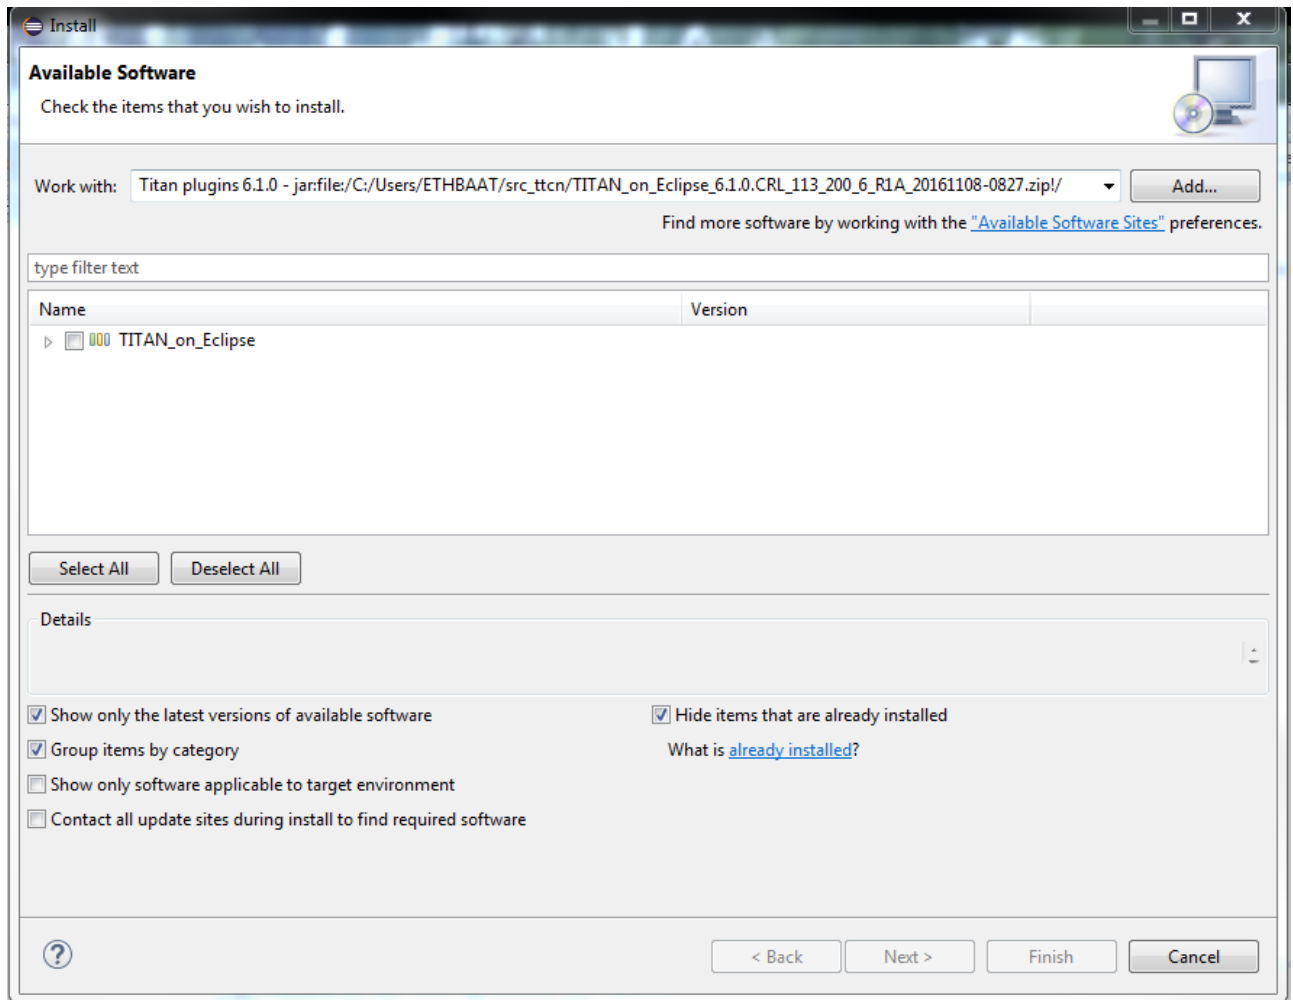 Install
Available Software
Check the items that you wish to install.
Work with: Titan plugins 6.1.0 - jar:file:/C:/Users/ETHBAAT/src_ttcn/TITAN_on_Eclipse_6.1.0.CRL_113_200_6_R1A_20161108-0827.zip!/ Add...
Find more software by working with the "Available Software Sites" preferences.
type filter text
Name Version
TITAN_on_Eclipse
Select All Deselect All
Details
Show only the latest versions of available software Hide items that are already installed
Group items by category What is already installed?
Show only software applicable to target environment
Contact all update sites during install to find required software
? < Back Next > Finish Cancel